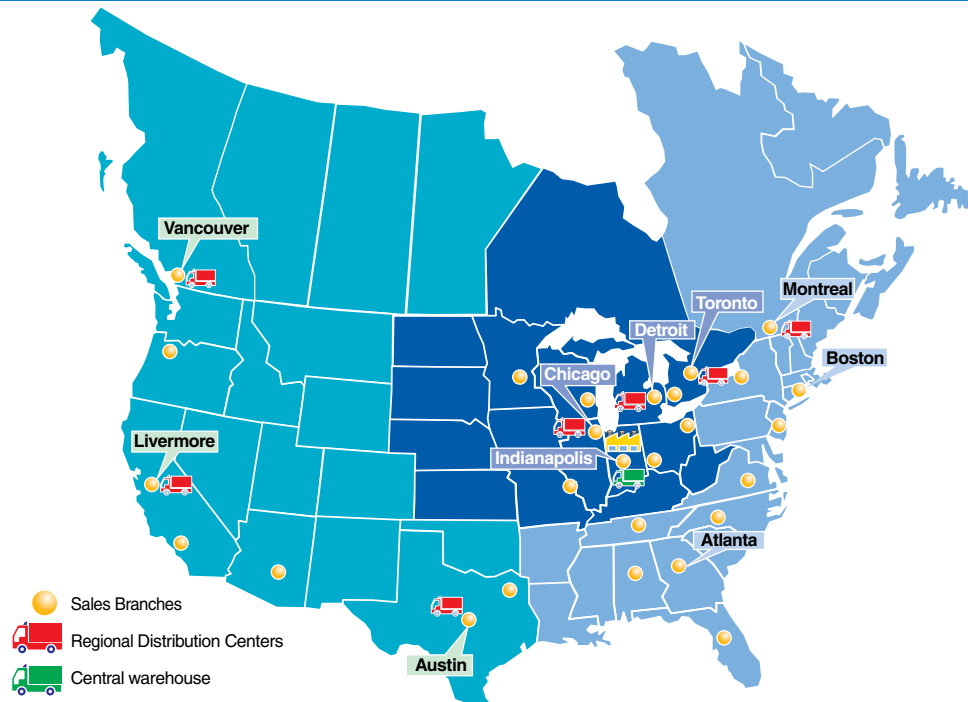 Vancouver
Montreal
Toronto
Detroit
Boston
Chicago
Livermore
Indianapolis
Atlanta
Sales Branches
Regional Distribution Centers
Austin
Central warehouse